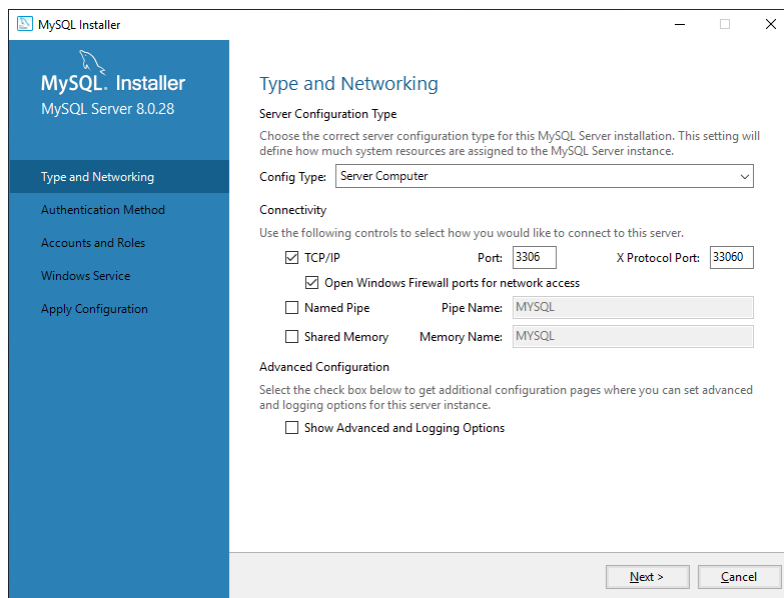 MySQL Installer
MySQL. Installer
MySQL Server 8.0.28
Type and Networking
Authentication Method
Accounts and Roles
Windows Service
Apply Configuration
Type and Networking
Server Configuration Type
Choose the correct server configuration type for this MySQL Server installation. This setting will
define how much system resources are assigned to the MySQL Server instance.
Config Type: Server Computer
Connectivity
Use the following controls to select how you would like to connect to this server.
TCP/IP Port: 3306 X Protocol Port: 33060
Open Windows Firewall ports for network access
Named Pipe Pipe Name: MYSQL
Shared Memory Memory Name: MYSQL
Advanced Configuration
Select the check box below to get additional configuration pages where you can set advanced
and logging options for this server instance.
Show Advanced and Logging Options
Next > Cancel